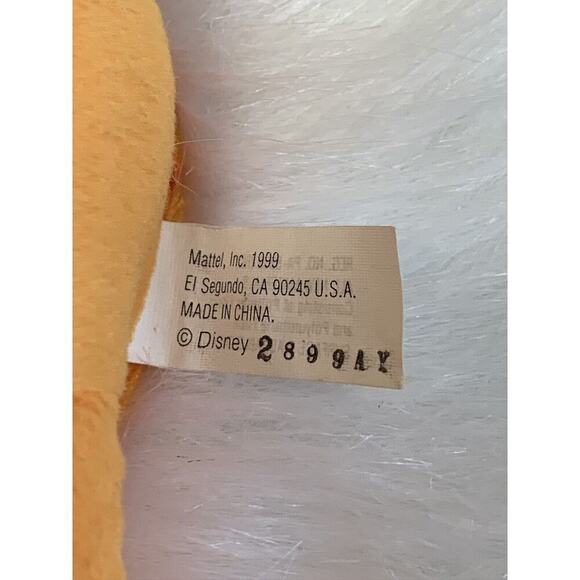 Mattel, Inc. 1999
El Segundo, CA 90245 U.S.A.
MADE IN CHINA.
© Disney 2899AY